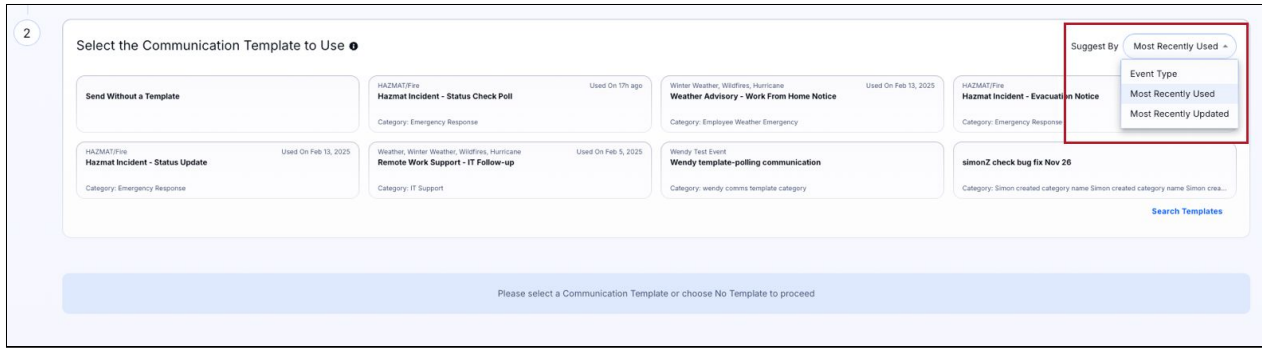 2
Select the Communication Template to Use
Suggest By
Most Recently Used
Event Type
Most Recently Used
Most Recently Updated
Send Without a Template
HAZMAT/Fire
Used On 17h ago
Hazmat Incident - Status Check Poll
Category: Emergency Response
Winter Weather, Wildfires, Hurricane
Used On Feb 13, 2025
Weather Advisory - Work From Home Notice
Category: Employee Weather Emergency
HAZMAT/Fire
Hazmat Incident - Evacuation Notice
Category: Emergency Response
HAZMAT/Fire
Used On Feb 13, 2025
Hazmat Incident - Status Update
Category: Emergency Response
Weather, Winter Weather, Wildfires, Hurricane
Used On Feb 5, 2025
Remote Work Support - IT Follow-up
Category: IT Support
Wendy Test Event
Wendy template-polling communication
Category: wendy comms template category
simonZ check bug fix Nov 26
Category: Simon created category name Simon created category name Simon crea...
Search Templates
Please select a Communication Template or choose No Template to proceed